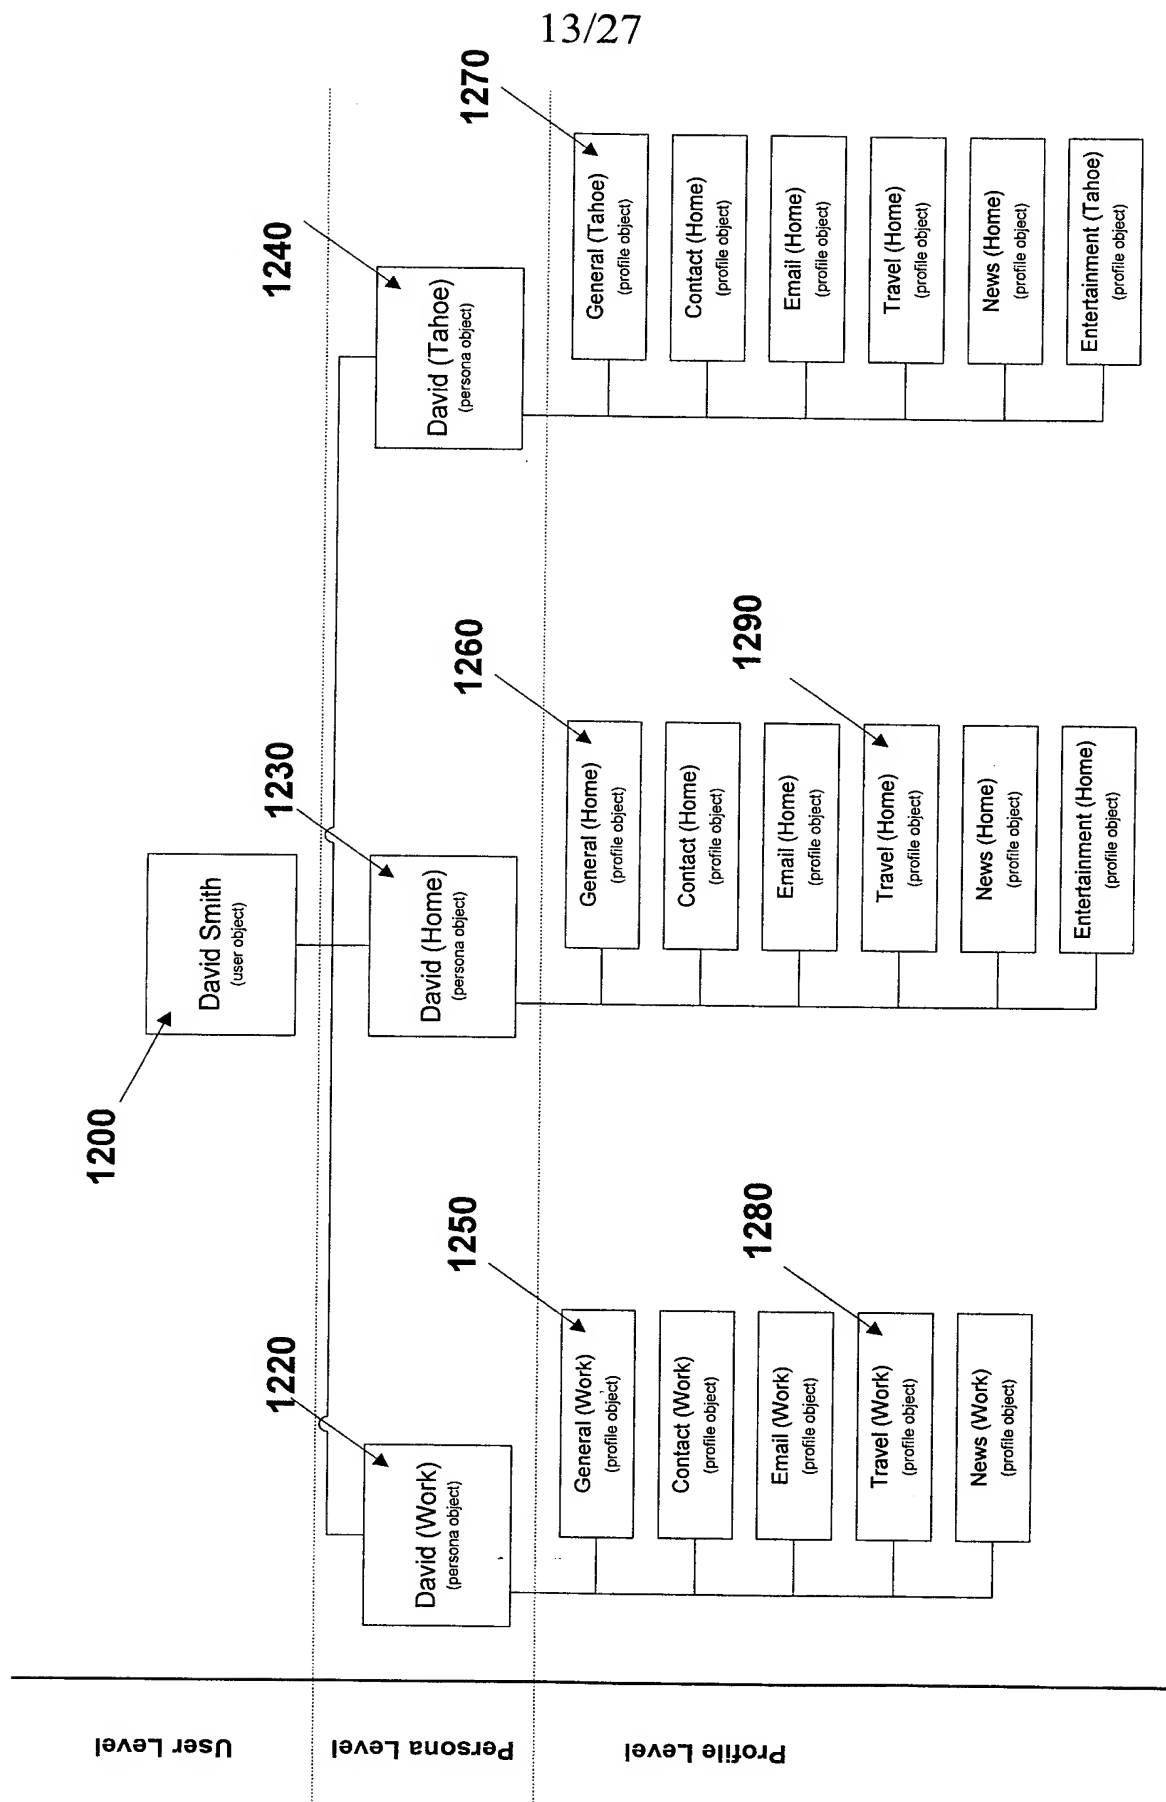 13/27
User Level
Persona Level
Profile Level
1200
David Smith
(user object)
1220
David (Work)
(persona object)
1230
David (Home)
(persona object)
1240
David (Tahoe)
(persona object)
1250
General (Work)
(profile object)
Contact (Work)
(profile object)
Email (Work)
(profile object)
1280
Travel (Work)
(profile object)
News (Work)
(profile object)
1260
General (Home)
(profile object)
Contact (Home)
(profile object)
Email (Home)
(profile object)
1290
Travel (Home)
(profile object)
News (Home)
(profile object)
Entertainment (Home)
(profile object)
1270
General (Tahoe)
(profile object)
Contact (Home)
(profile object)
Email (Home)
(profile object)
Travel (Home)
(profile object)
News (Home)
(profile object)
Entertainment (Tahoe)
(profile object)